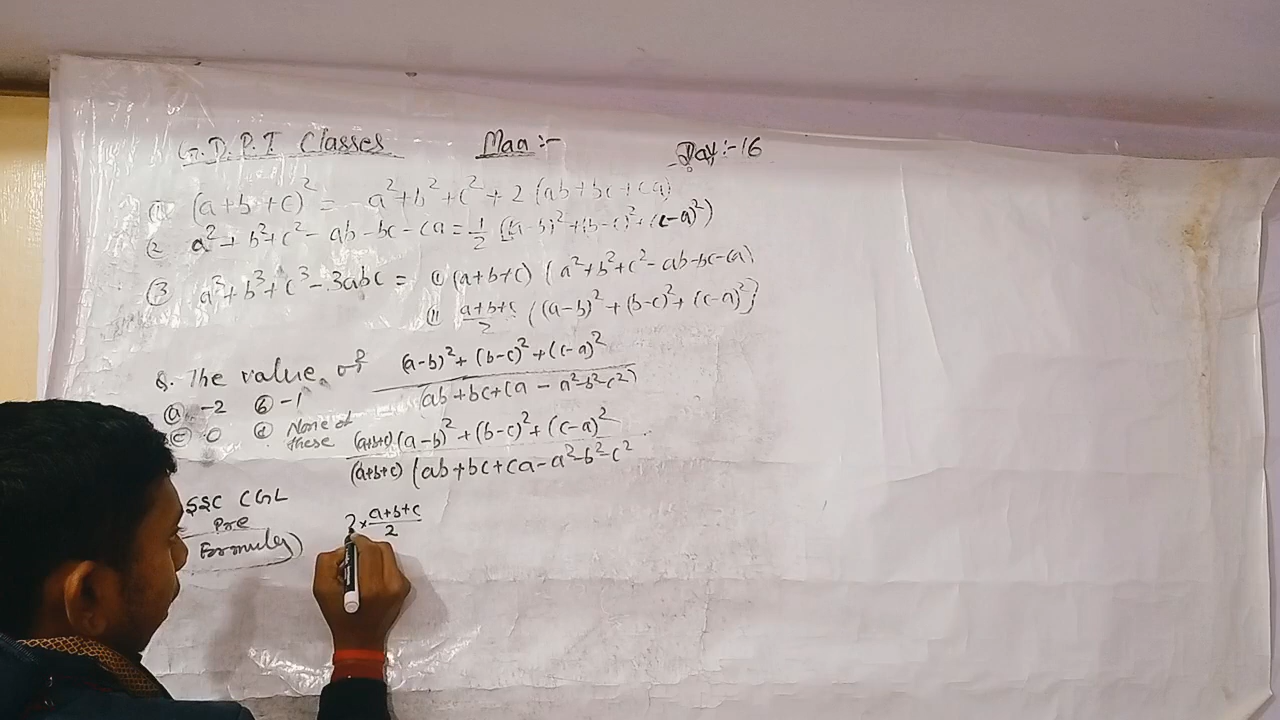 G.D.P.I Classes Maa :- Day :- 16
① (a+b+c)² = a²+b²+c²+2(ab+bc+ca)
② a²+b²+c²-ab-bc-ca = 1/2 ((a-b)²+(b-c)²+(c-a)²)
③ a³+b³+c³-3abc = (i) (a+b+c) (a²+b²+c²-ab-bc-ca)
(ii) a+b+c/2 ((a-b)²+(b-c)²+(c-a)²)
Q. The value of (a-b)²+(b-c)²+(c-a)² / (ab+bc+ca-a²-b²-c²)
(a) -2 (b) -1
(c) 0 (d) None of these
(a+b+c)(a-b)²+(b-c)²+(c-a)²
(a+b+c) (ab+bc+ca-a²-b²-c²
SSC CGL
Pre
Formules)
2 × a+b+c/2